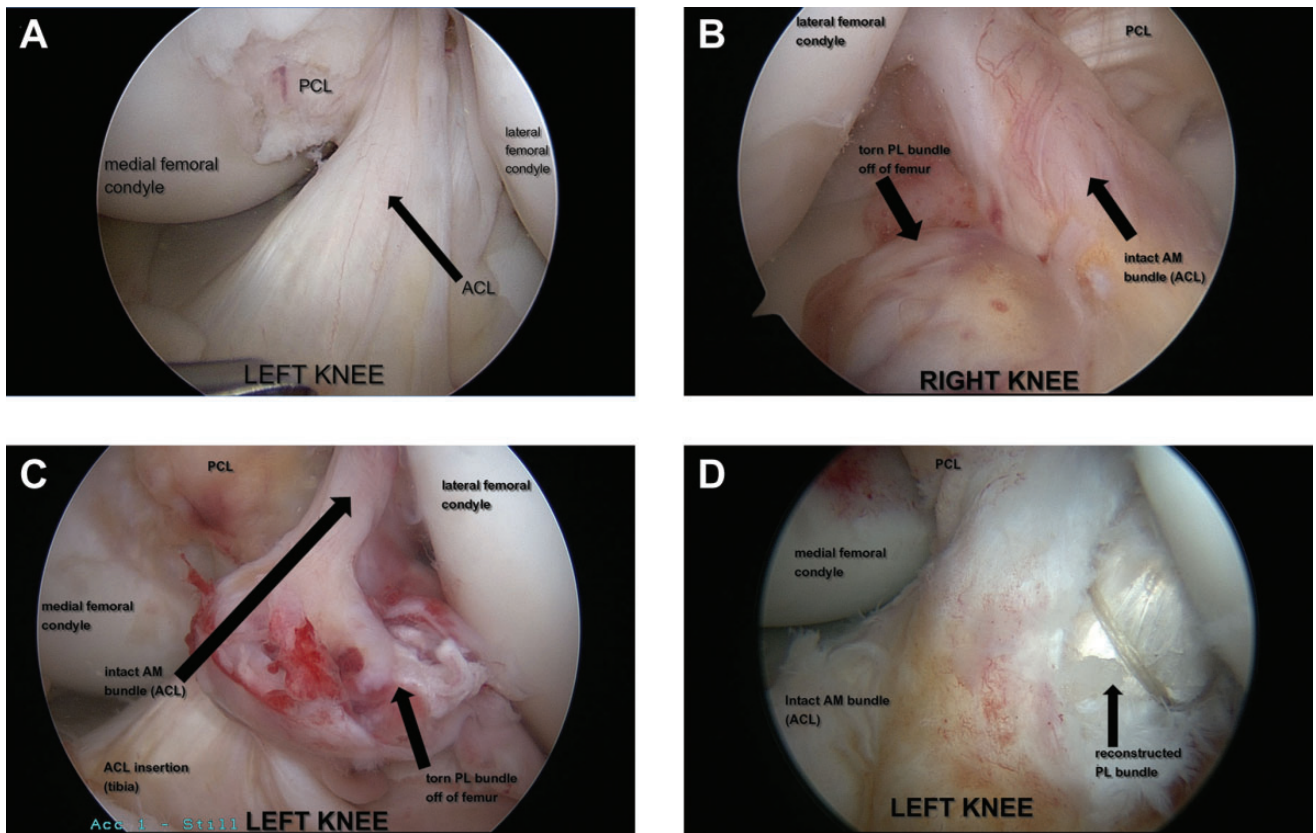 A
PCL
lateral
femoral
condyle
medial femoral
condyle
ACL
LEFT KNEE
B
lateral femoral
condyle
PCL
torn PL bundle
off of femur
intact AM
bundle (ACL)
RIGHT KNEE
C
PCL
lateral femoral
condyle
medial femoral
condyle
intact AM
bundle (ACL)
ACL insertion
(tibia)
torn PL bundle
off of femur
Acc 1 - Still
LEFT KNEE
D
PCL
medial femoral
condyle
Intact AM bundle
(ACL)
reconstructed
PL bundle
LEFT KNEE